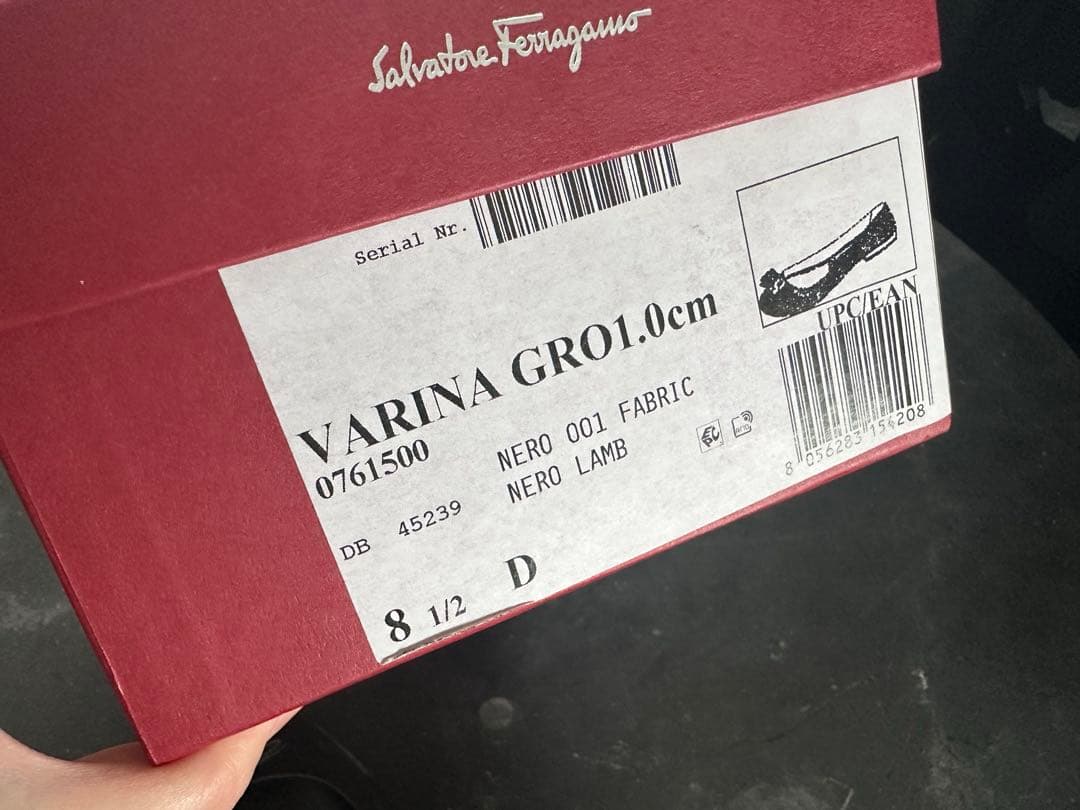 Salvatore Ferragamo
Serial Nr.
VARINA GRO1.0cm
0761500
NERO 001 FABRIC
NERO LAMB
DB 45239
8 1/2 D
UPC/EAN
8 056283 154208